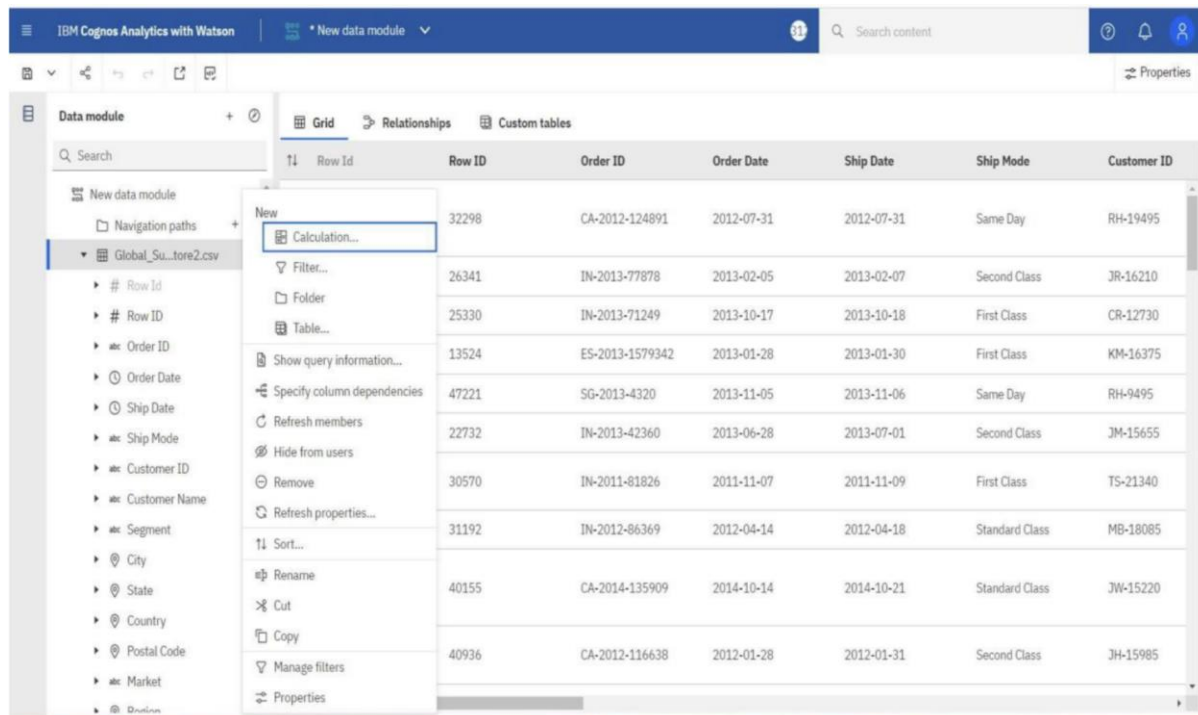 IBM Cognos Analytics with Watson
* New data module
31
Search content
Properties
Data module
+
Grid
Relationships
Custom tables
Search
Row Id
Row ID
Order ID
Order Date
Ship Date
Ship Mode
Customer ID
New data module
Navigation paths
+
Global_Su...tore2.csv
# Row Id
# Row ID
abc Order ID
Order Date
Ship Date
abc Ship Mode
abc Customer ID
abc Customer Name
abc Segment
City
State
Country
Postal Code
abc Market
Region
New
Calculation...
Filter...
Folder
Table...
Show query information...
Specify column dependencies
Refresh members
Hide from users
Remove
Refresh properties...
Sort...
Rename
Cut
Copy
Manage filters
Properties
32298 CA-2012-124891 2012-07-31 2012-07-31 Same Day RH-19495
26341 IN-2013-77878 2013-02-05 2013-02-07 Second Class JR-16210
25330 IN-2013-71249 2013-10-17 2013-10-18 First Class CR-12730
13524 ES-2013-1579342 2013-01-28 2013-01-30 First Class KM-16375
47221 SG-2013-4320 2013-11-05 2013-11-06 Same Day RH-9495
22732 IN-2013-42360 2013-06-28 2013-07-01 Second Class JM-15655
30570 IN-2011-81826 2011-11-07 2011-11-09 First Class TS-21340
31192 IN-2012-86369 2012-04-14 2012-04-18 Standard Class MB-18085
40155 CA-2014-135909 2014-10-14 2014-10-21 Standard Class JW-15220
40936 CA-2012-116638 2012-01-28 2012-01-31 Second Class JH-15985